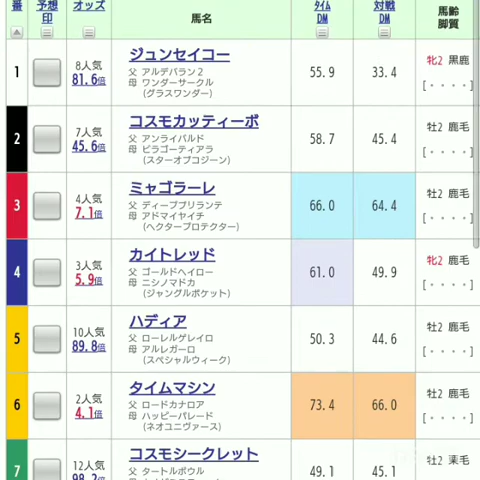 番 予想 オッズ 馬名 タイム 対戦 馬齢
印 DM DM 脚質
1 8人気 ジュンセイコー 55.9 33.4 牝2 黒鹿
81.6倍 父 アルデバラン2 [・・・・]
母 ワンダーサークル
(グラスワンダー)
2 7人気 コスモカッティーボ 58.7 45.4 牡2 鹿毛
45.6倍 父 アンライバルド [・・・・]
母 ビラゴーティアラ
(スターオブコジーン)
3 4人気 ミャゴラーレ 66.0 64.4 牡2 鹿毛
7.1倍 父 ディープブリランテ [・・・・]
母 アドマイヤイチ
(ヘクタープロテクター)
4 3人気 カイトレッド 61.0 49.9 牝2 鹿毛
5.9倍 父 ゴールドヘイロー [・・・・]
母 ニシノマドカ
(ジャングルポケット)
5 10人気 ハディア 50.3 44.6 牡2 鹿毛
89.8倍 父 ローレルゲレイロ [・・・・]
母 アルレガーロ
(スペシャルウィーク)
6 2人気 タイムマシン 73.4 66.0 牡2 鹿毛
4.1倍 父 ロードカナロア [・・・・]
母 ハッピーパレード
(ネオユニヴァース)
7 12人気 コスモシークレット 49.1 45.1 牡2 栗毛
98.2倍 父 タートルボウル [・・・・]